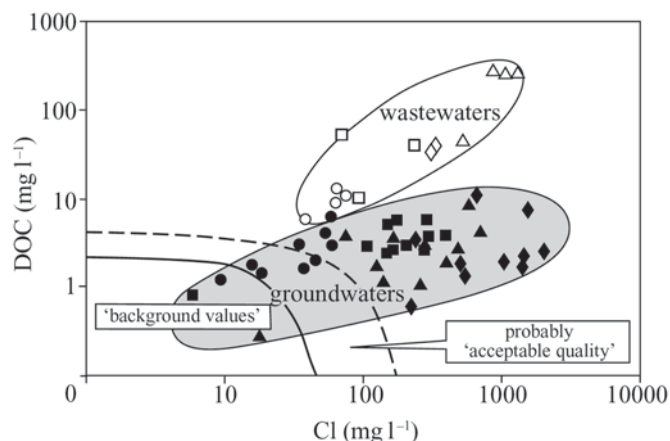 1000
100
10
1
0
DOC (mg l⁻¹)
wastewaters
groundwaters
'background values'
probably
'acceptable quality'
0
10
100
1000
10000
Cl (mg l⁻¹)